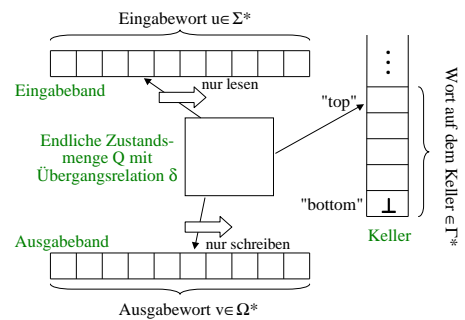 Eingabewort u∈Σ*
Eingabeband
nur lesen
"top"
Endliche Zustands-
menge Q mit
Übergangsrelation δ
"bottom"
⊥
Keller
Wort auf dem Keller ∈Γ*
Ausgabeband
nur schreiben
Ausgabewort v∈Ω*